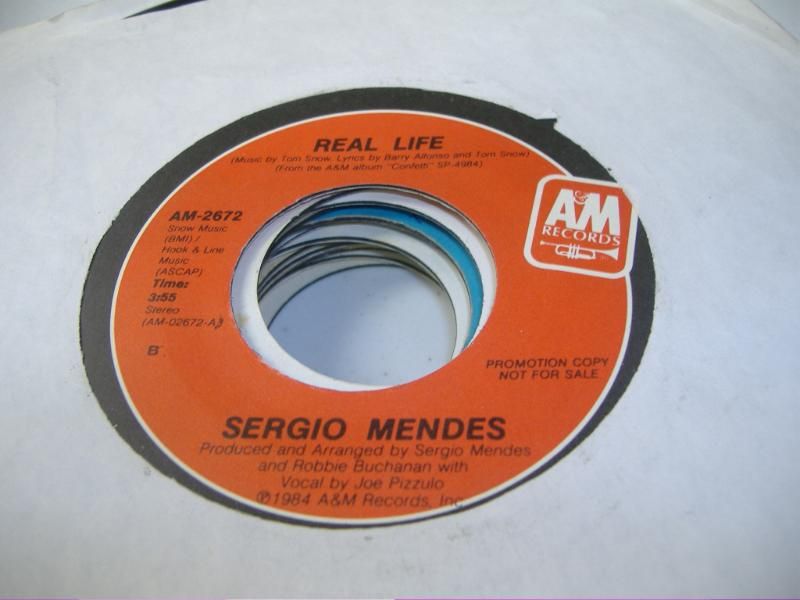 REAL LIFE
(Music by Tom Snow, Lyrics by Barry Alfonso and Tom Snow)
(From the A&M album "Confetti" SP-4984)
AM-2672
Snow Music
(BMI) /
Hook & Line
Music
(ASCAP)
Time:
3:55
Stereo
(AM-02672-A)
B
A&M
RECORDS
PROMOTION COPY
NOT FOR SALE
SERGIO MENDES
Produced and Arranged by Sergio Mendes
and Robbie Buchanan with
Vocal by Joe Pizzulo
℗1984 A&M Records, Inc.